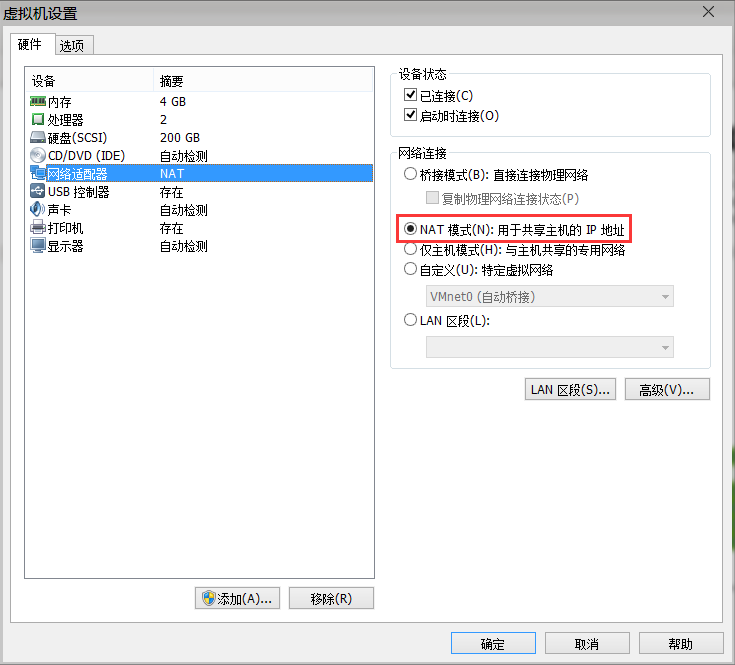 虚拟机设置
硬件 选项
设备 摘要
内存 4 GB
处理器 2
硬盘(SCSI) 200 GB
CD/DVD (IDE) 自动检测
网络适配器 NAT
USB 控制器 存在
声卡 自动检测
打印机 存在
显示器 自动检测
添加(A)... 移除(R)
设备状态
已连接(C)
启动时连接(O)
网络连接
桥接模式(B): 直接连接物理网络
复制物理网络连接状态(P)
NAT 模式(N): 用于共享主机的 IP 地址
仅主机模式(H): 与主机共享的专用网络
自定义(U): 特定虚拟网络
VMnet0 (自动桥接)
LAN 区段(L):
LAN 区段(S)... 高级(V)...
确定 取消 帮助